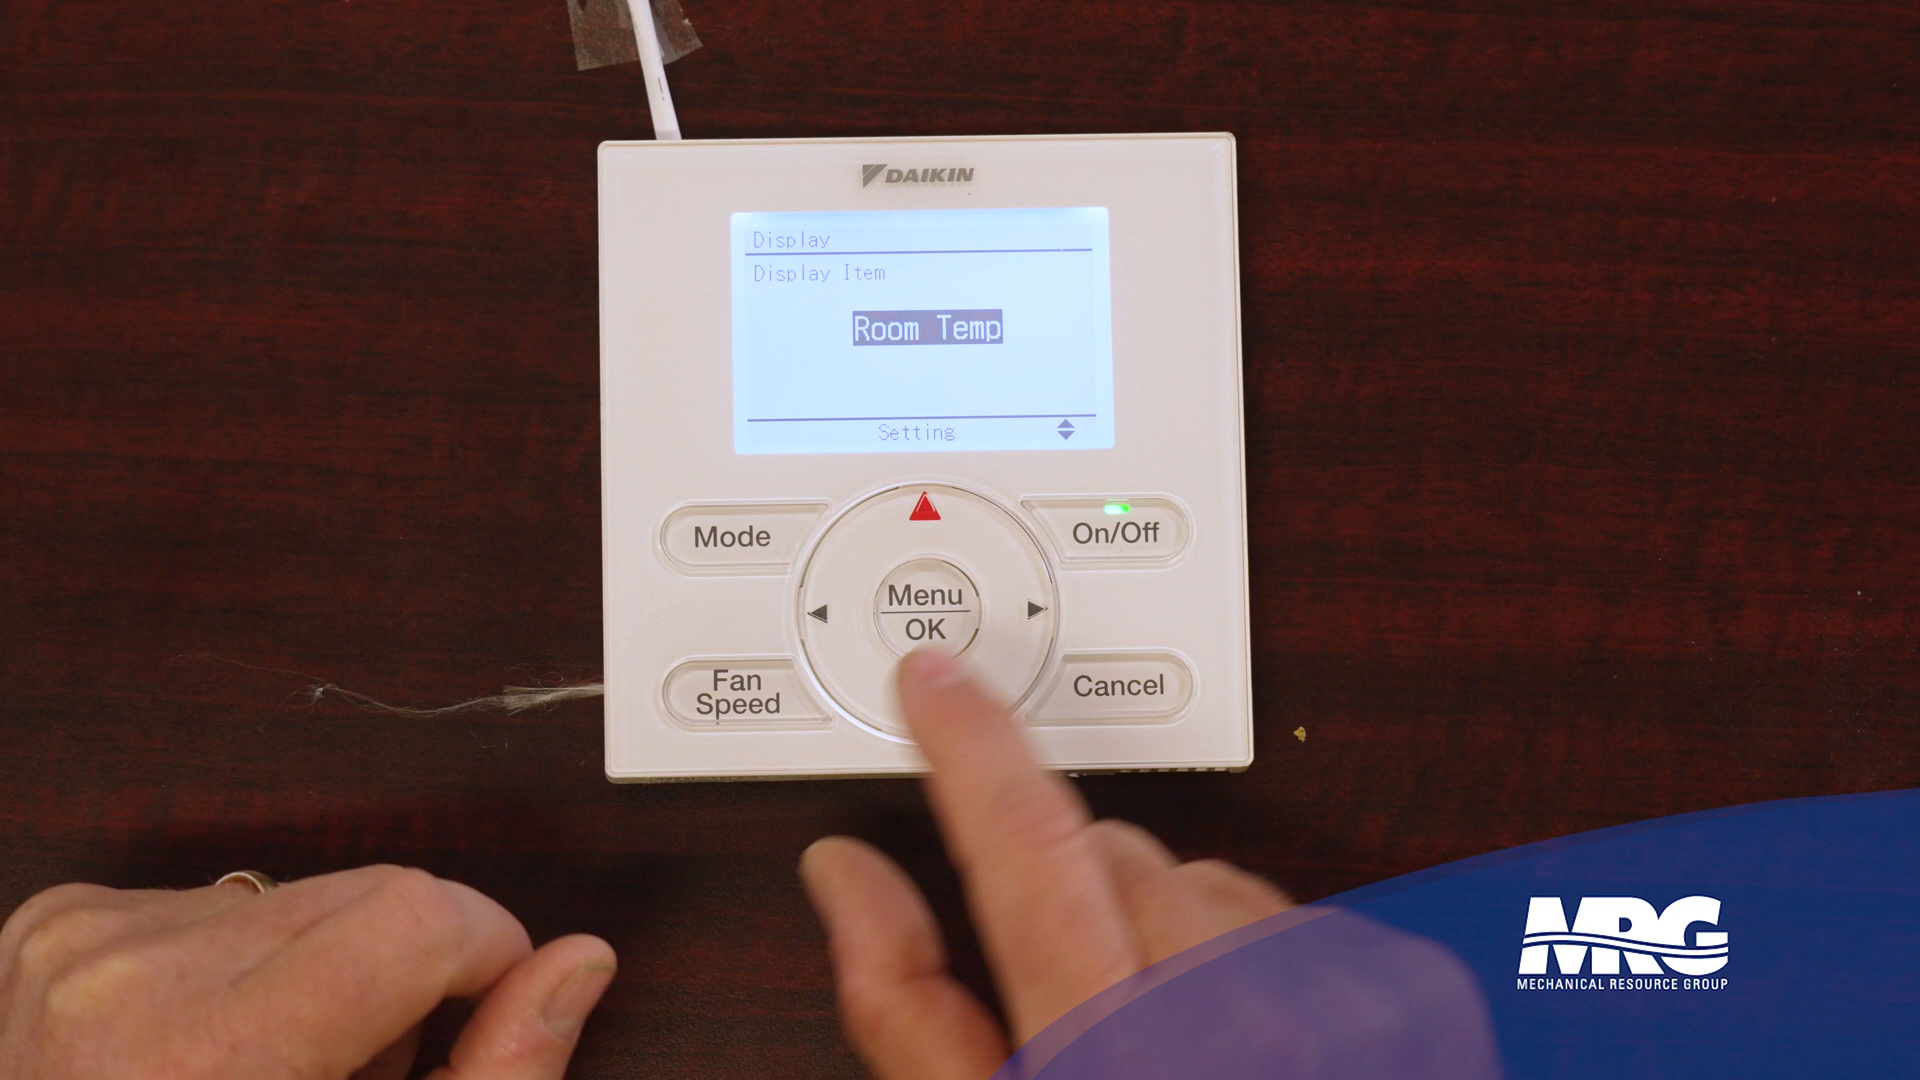 DAIKIN
Display
Display Item
Room Temp
Setting
Mode
On/Off
Menu
OK
Fan
Speed
Cancel
MRG
MECHANICAL RESOURCE GROUP